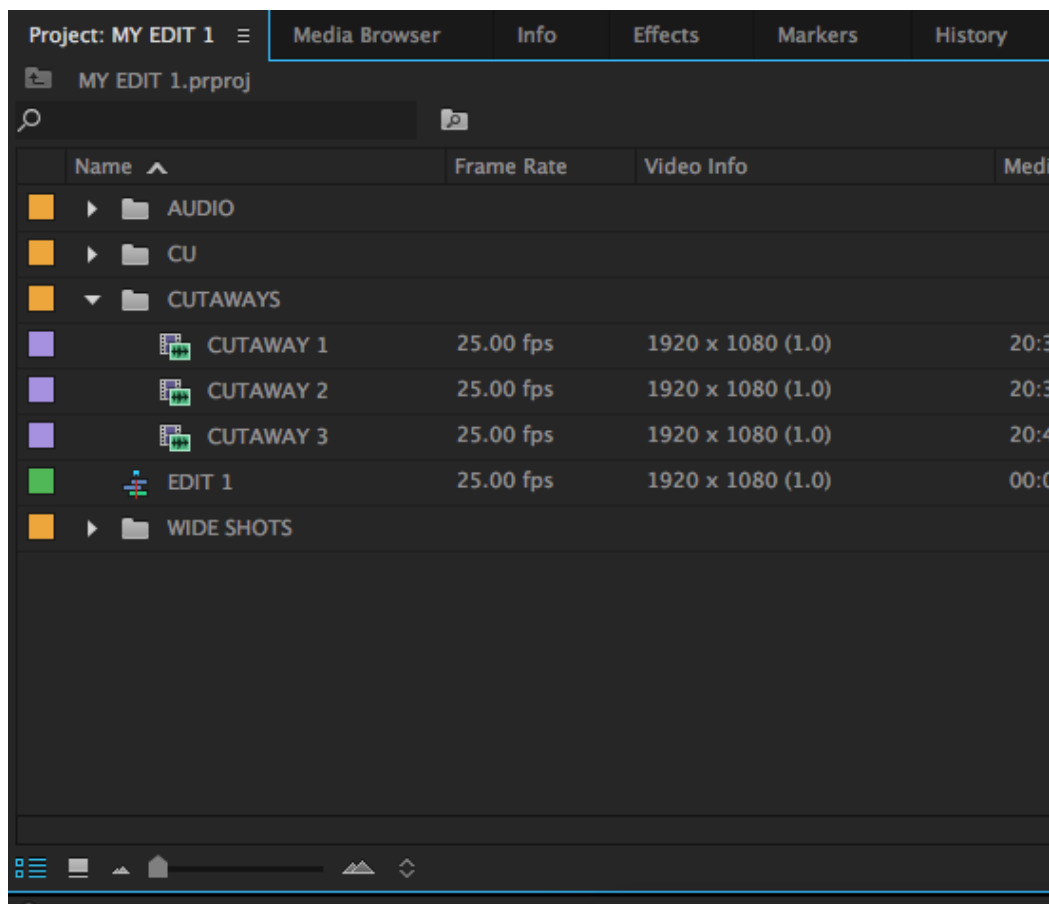 Project: MY EDIT 1 Media Browser Info Effects Markers History
MY EDIT 1.prproj
Name Frame Rate Video Info
AUDIO
CU
CUTAWAYS
CUTAWAY 1 25.00 fps 1920 x 1080 (1.0)
CUTAWAY 2 25.00 fps 1920 x 1080 (1.0)
CUTAWAY 3 25.00 fps 1920 x 1080 (1.0)
EDIT 1 25.00 fps 1920 x 1080 (1.0)
WIDE SHOTS